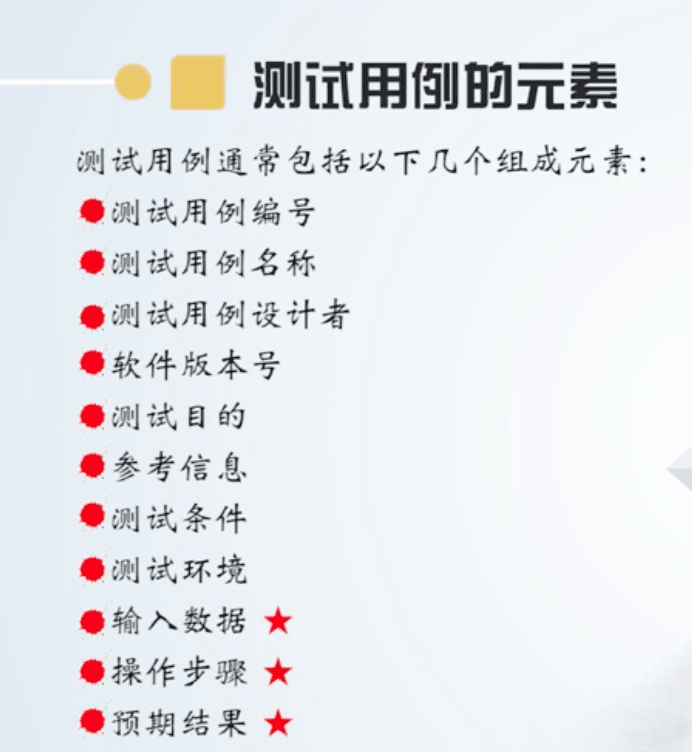 测试用例的元素
测试用例通常包括以下几个组成元素:
测试用例编号
测试用例名称
测试用例设计者
软件版本号
测试目的
参考信息
测试条件
测试环境
输入数据 ★
操作步骤 ★
预期结果 ★